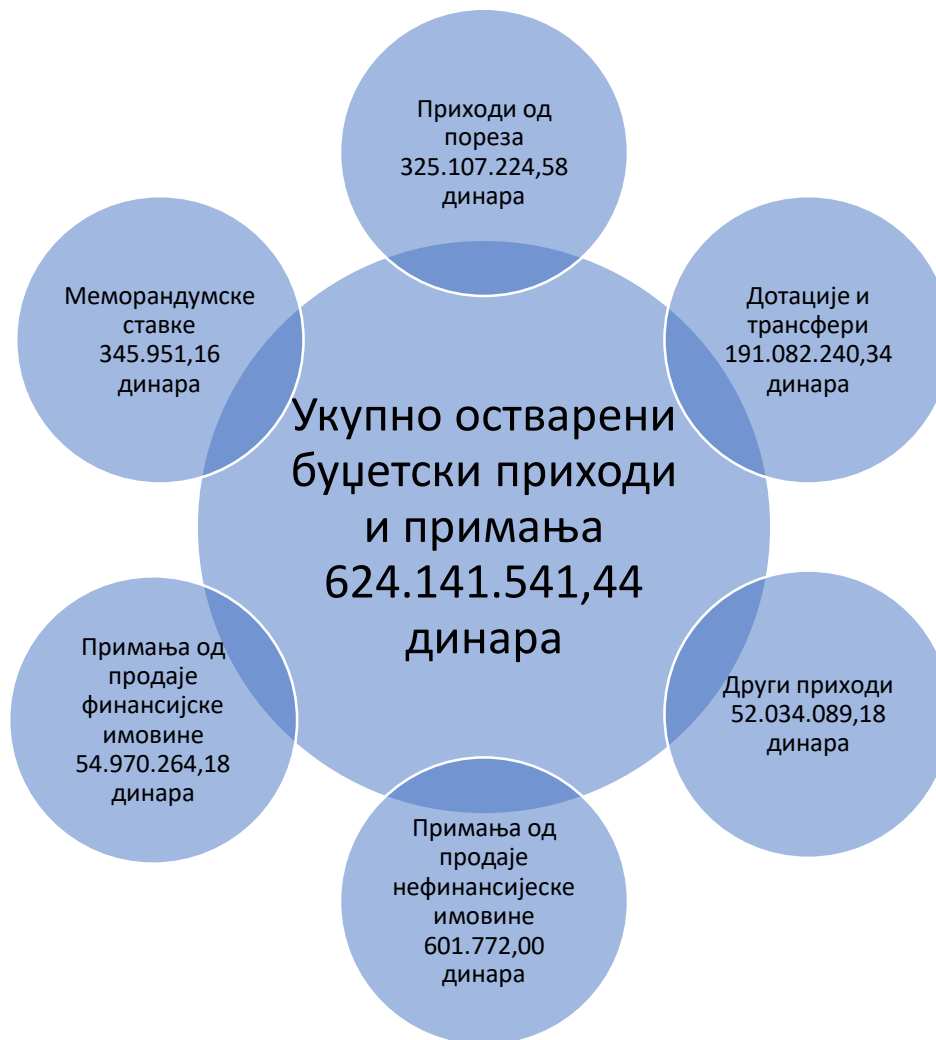 Приходи од
пореза
325.107.224,58
динара
Меморандумске
ставке
345.951,16
динара
Дотације и
трансфери
191.082.240,34
динара
Укупно остварени
буџетски приходи
и примања
624.141.541,44
динара
Примања од
продаје
финансијске
имовине
54.970.264,18
динара
Други приходи
52.034.089,18
динара
Примања од
продаје
нефинансијеске
имовине
601.772,00
динара